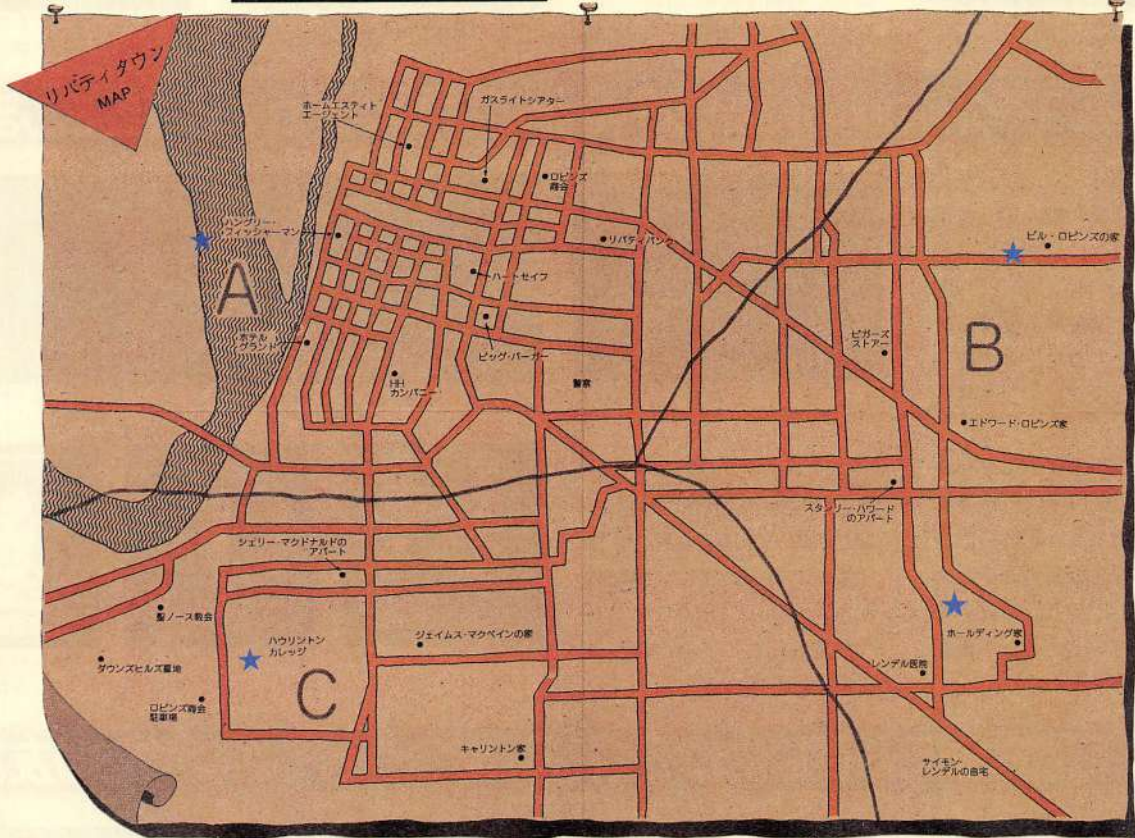 リバティタウン
MAP
ホームエスティト
エージェント
ガスライトシアター
ロビンズ
商会
ハングリー・
フィッシャーマン
リバティバンク
ビル・ロビンズの家
A
ハートセイフ
ホテル
グランド
ビッグ・バーガー
ビガーズ
ストアー
B
HH
カンパニー
警察
エドワード・ロビンズ家
スタンリー・ハワード
のアパート
シェリー・マクドナルドの
アパート
聖ノース教会
ハウリントン
カレッジ
ジェイムス・マクベインの家
ホールディング家
ダウンズヒルズ墓地
レンデル医院
C
ロビンズ商会
駐車場
キャリントン家
サイモン・
レンデルの自宅